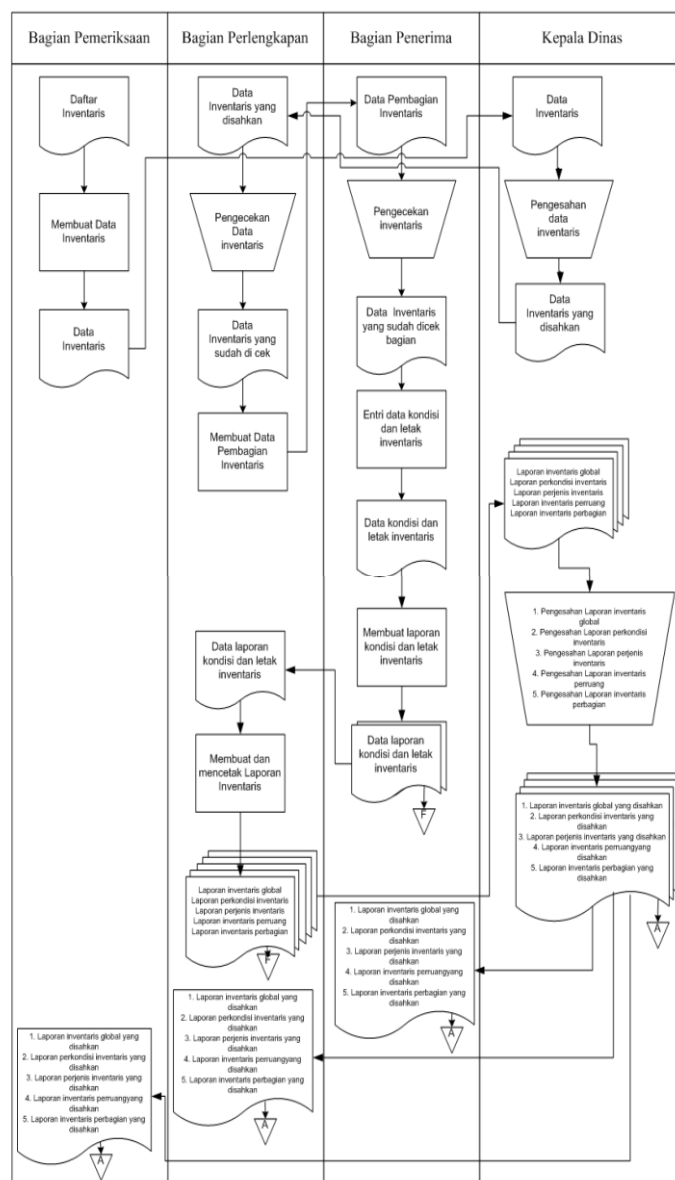 Bagian Pemeriksaan
Bagian Perlengkapan
Bagian Penerima
Kepala Dinas
Daftar
Inventaris
Membuat Data
Inventaris
Data
Inventaris
Data
Inventaris yang
disahkan
Pengecekan
Data
inventaris
Data
Inventaris yang
sudah di cek
Membuat Data
Pembagian
Inventaris
Data Pembagian
Inventaris
Pengecekan
inventaris
Data Inventaris
yang sudah dicek
bagian
Entri data kondisi
dan letak
inventaris
Data kondisi dan
letak inventaris
Membuat laporan
kondisi dan letak
inventaris
Data laporan
kondisi dan letak
inventaris
F
Data
Inventaris
Pengesahan
data
inventaris
Data
Inventaris yang
disahkan
Data laporan
kondisi dan letak
inventaris
Membuat dan
mencetak Laporan
Inventaris
Laporan inventaris global
Laporan perkondisi inventaris
Laporan perjenis inventaris
Laporan inventaris perruang
Laporan inventaris perbagian
F
Laporan inventaris global
Laporan perkondisi inventaris
Laporan perjenis inventaris
Laporan inventaris perruang
Laporan inventaris perbagian
1. Pengesahan Laporan inventaris
global
2. Pengesahan Laporan perkondisi
inventaris
3. Pengesahan Laporan perjenis
inventaris
4. Pengesahan Laporan inventaris
perruang
5. Pengesahan Laporan inventaris
perbagian
1. Laporan inventaris global yang disahkan
2. Laporan perkondisi inventaris yang
disahkan
3. Laporan perjenis inventaris yang disahkan
4. Laporan inventaris perruangyang
disahkan
5. Laporan inventaris perbagian yang
disahkan
A
1. Laporan inventaris global yang
disahkan
2. Laporan perkondisi inventaris yang
disahkan
3. Laporan perjenis inventaris yang
disahkan
4. Laporan inventaris perruangyang
disahkan
5. Laporan inventaris perbagian yang
disahkan
A
1. Laporan inventaris global yang
disahkan
2. Laporan perkondisi inventaris yang
disahkan
3. Laporan perjenis inventaris yang
disahkan
4. Laporan inventaris perruangyang
disahkan
5. Laporan inventaris perbagian yang
disahkan
A
1. Laporan inventaris global yang
disahkan
2. Laporan perkondisi inventaris yang
disahkan
3. Laporan perjenis inventaris yang
disahkan
4. Laporan inventaris perruangyang
disahkan
5. Laporan inventaris perbagian yang
disahkan
A